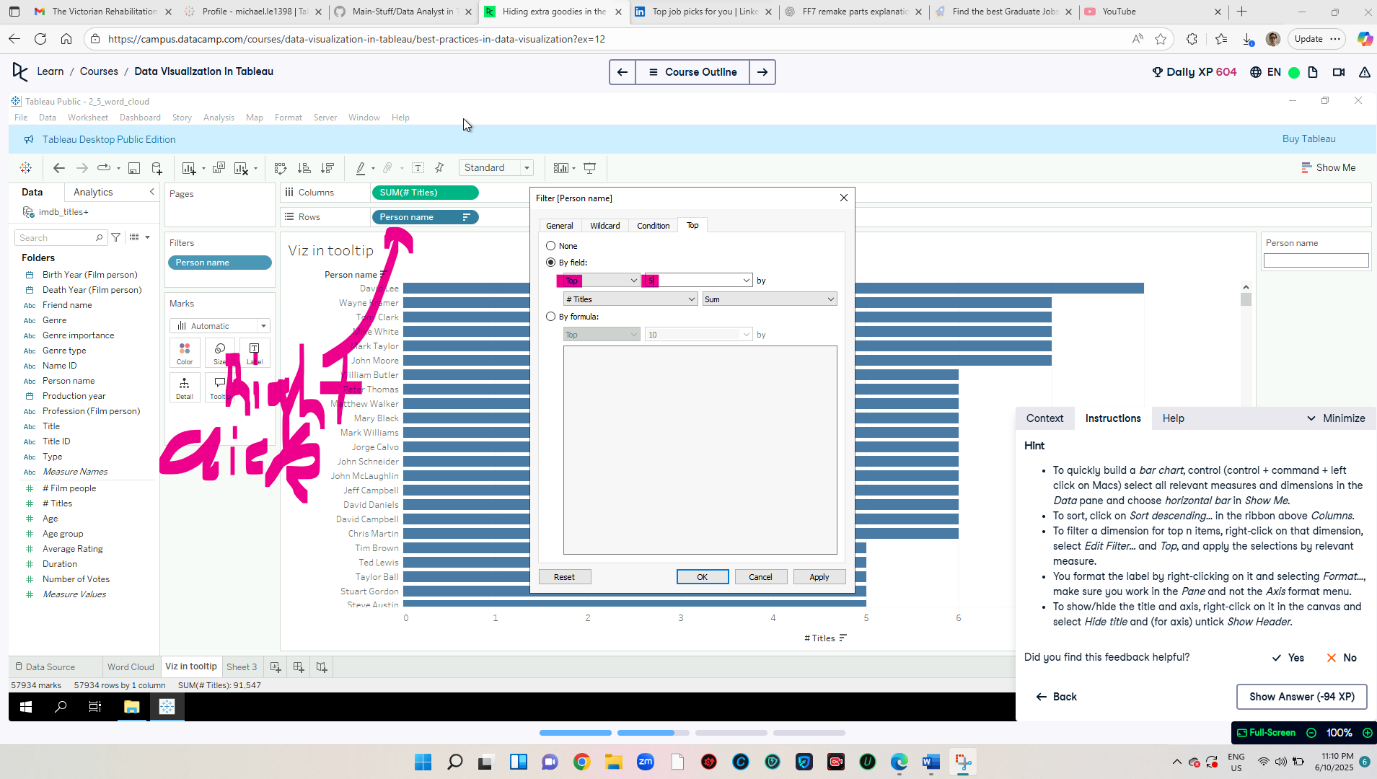 The Victorian Rehabilitation
Profile - michael.le1398 | Ta
Main-Stuff/Data Analyst in T
Hiding extra goodies in the
Top job picks for you | Linke
FF7 remake parts explanatio
Find the best Graduate Jobs
YouTube
https://campus.datacamp.com/courses/data-visualization-in-tableau/best-practices-in-data-visualization?ex=12
Update
Learn / Courses / Data Visualization in Tableau
Course Outline
Daily XP 604
EN
Tableau Public - 2_5_word_cloud
File Data Worksheet Dashboard Story Analysis Map Format Server Window Help
Tableau Desktop Public Edition
Buy Tableau
Standard
Show Me
Data Analytics
imdb_titles+
Search
Folders
Birth Year (Film person)
Death Year (Film person)
Abc Friend name
Abc Genre
Abc Genre importance
Abc Genre type
Abc Name ID
Abc Person name
Production year
Abc Profession (Film person)
Abc Title
Abc Title ID
Abc Type
Abc Measure Names
# # Film people
# # Titles
# Age
# Age group
# Average Rating
# Duration
# Number of Votes
# Measure Values
Pages
Filters
Person name
Marks
Automatic
Color
Size
Label
Detail
Tooltip
right
click
Columns
SUM(# Titles)
Rows
Person name
Viz in tooltip
Person name
David Lee
Wayne Kramer
Tom Clark
Mike White
Mark Taylor
John Moore
William Butler
Peter Thomas
Matthew Walker
Mary Black
Mark Williams
Jorge Calvo
John Schneider
John McLaughlin
Jeff Campbell
David Daniels
David Campbell
Chris Martin
Tim Brown
Ted Lewis
Taylor Ball
Stuart Gordon
Steve Austin
0 1 2 3 4 5 6
# Titles
Filter [Person name]
General Wildcard Condition Top
None
By field:
Top 5 by
# Titles Sum
By formula:
Top 10 by
Reset OK Cancel Apply
Person name
Context Instructions Help Minimize
Hint
• To quickly build a bar chart, control (control + command + left
click on Macs) select all relevant measures and dimensions in the
Data pane and choose horizontal bar in Show Me.
• To sort, click on Sort descending... in the ribbon above Columns.
• To filter a dimension for top n items, right-click on that dimension,
select Edit Filter... and Top, and apply the selections by relevant
measure.
• You format the label by right-clicking on it and selecting Format...,
make sure you work in the Pane and not the Axis format menu.
• To show/hide the title and axis, right-click on it in the canvas and
select Hide title and (for axis) untick Show Header.
Did you find this feedback helpful?
Yes No
Back
Show Answer (-94 XP)
Data Source Word Cloud Viz in tooltip Sheet 3
57934 marks 57934 rows by 1 column SUM(# Titles): 91,547
Full-Screen 100%
ENG
US
11:10 PM
6/10/2025
6